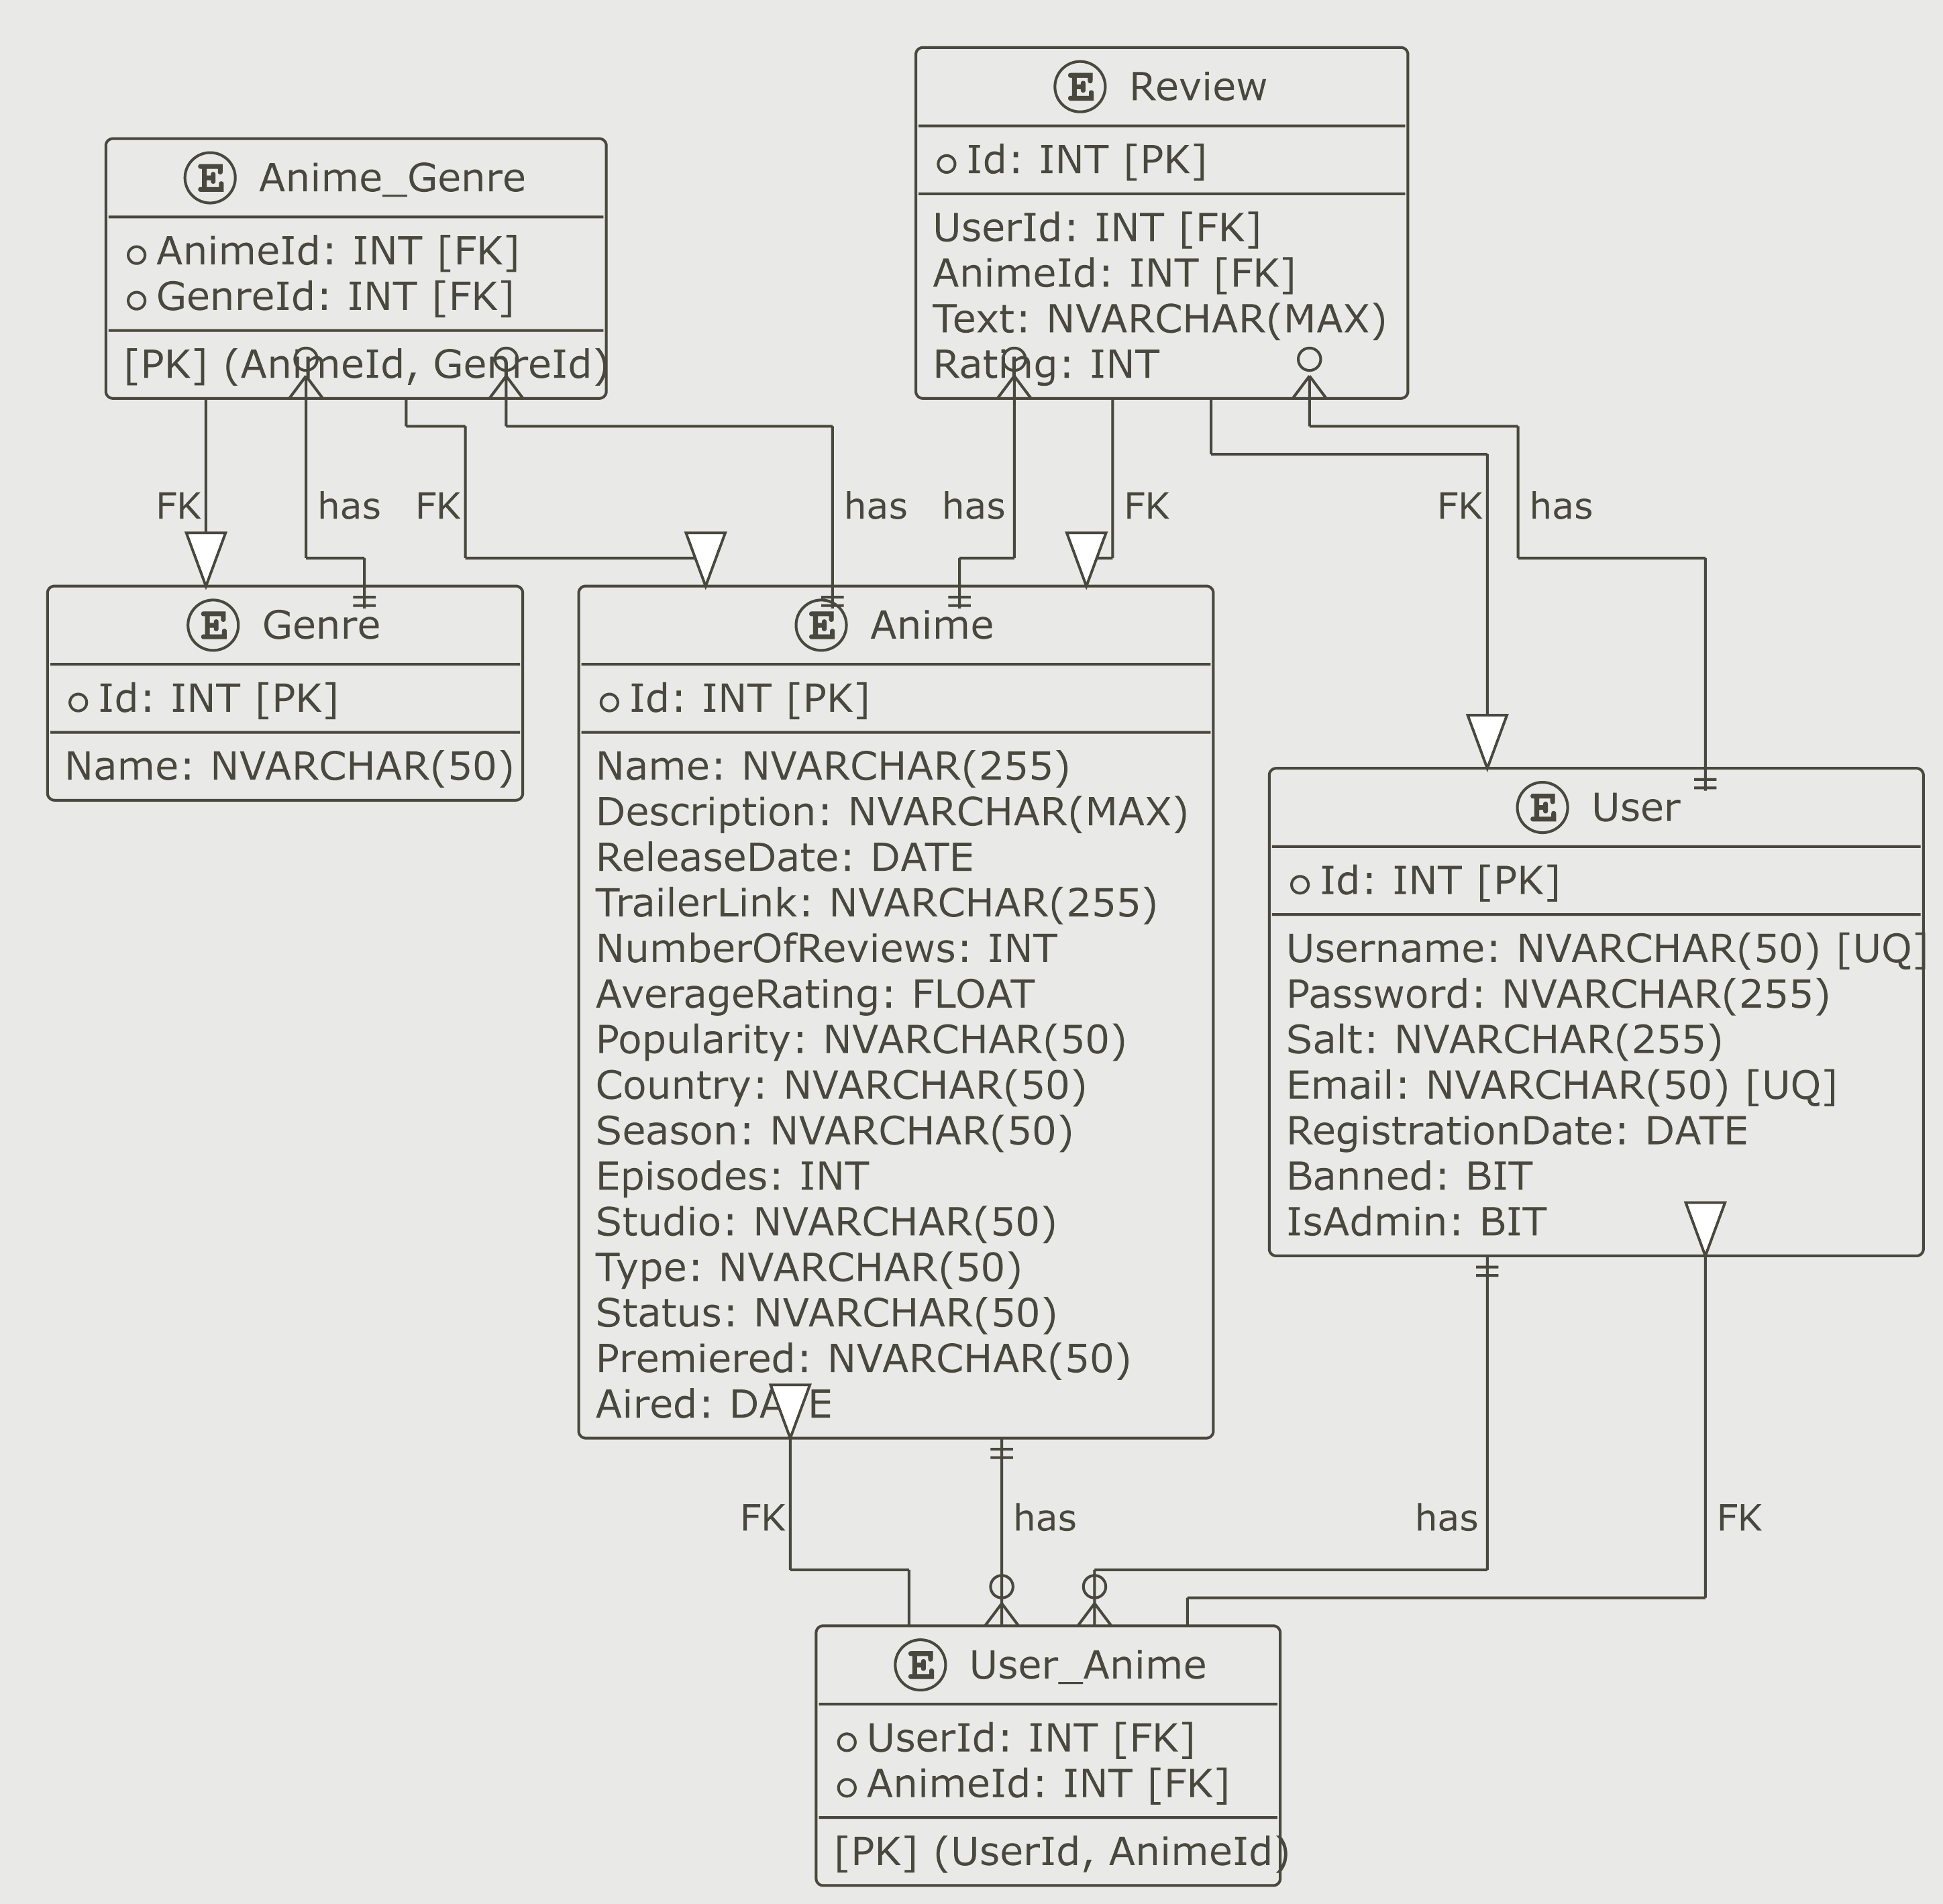 E Review
Id: INT [PK]
UserId: INT [FK]
AnimeId: INT [FK]
Text: NVARCHAR(MAX)
Rating: INT
E Anime_Genre
AnimeId: INT [FK]
GenreId: INT [FK]
[PK] (AnimeId, GenreId)
FK
has
FK
has
has
FK
FK
has
E Genre
Id: INT [PK]
Name: NVARCHAR(50)
E Anime
Id: INT [PK]
Name: NVARCHAR(255)
Description: NVARCHAR(MAX)
ReleaseDate: DATE
TrailerLink: NVARCHAR(255)
NumberOfReviews: INT
AverageRating: FLOAT
Popularity: NVARCHAR(50)
Country: NVARCHAR(50)
Season: NVARCHAR(50)
Episodes: INT
Studio: NVARCHAR(50)
Type: NVARCHAR(50)
Status: NVARCHAR(50)
Premiered: NVARCHAR(50)
Aired: DATE
E User
Id: INT [PK]
Username: NVARCHAR(50) [UQ]
Password: NVARCHAR(255)
Salt: NVARCHAR(255)
Email: NVARCHAR(50) [UQ]
RegistrationDate: DATE
Banned: BIT
IsAdmin: BIT
FK
has
has
FK
E User_Anime
UserId: INT [FK]
AnimeId: INT [FK]
[PK] (UserId, AnimeId)